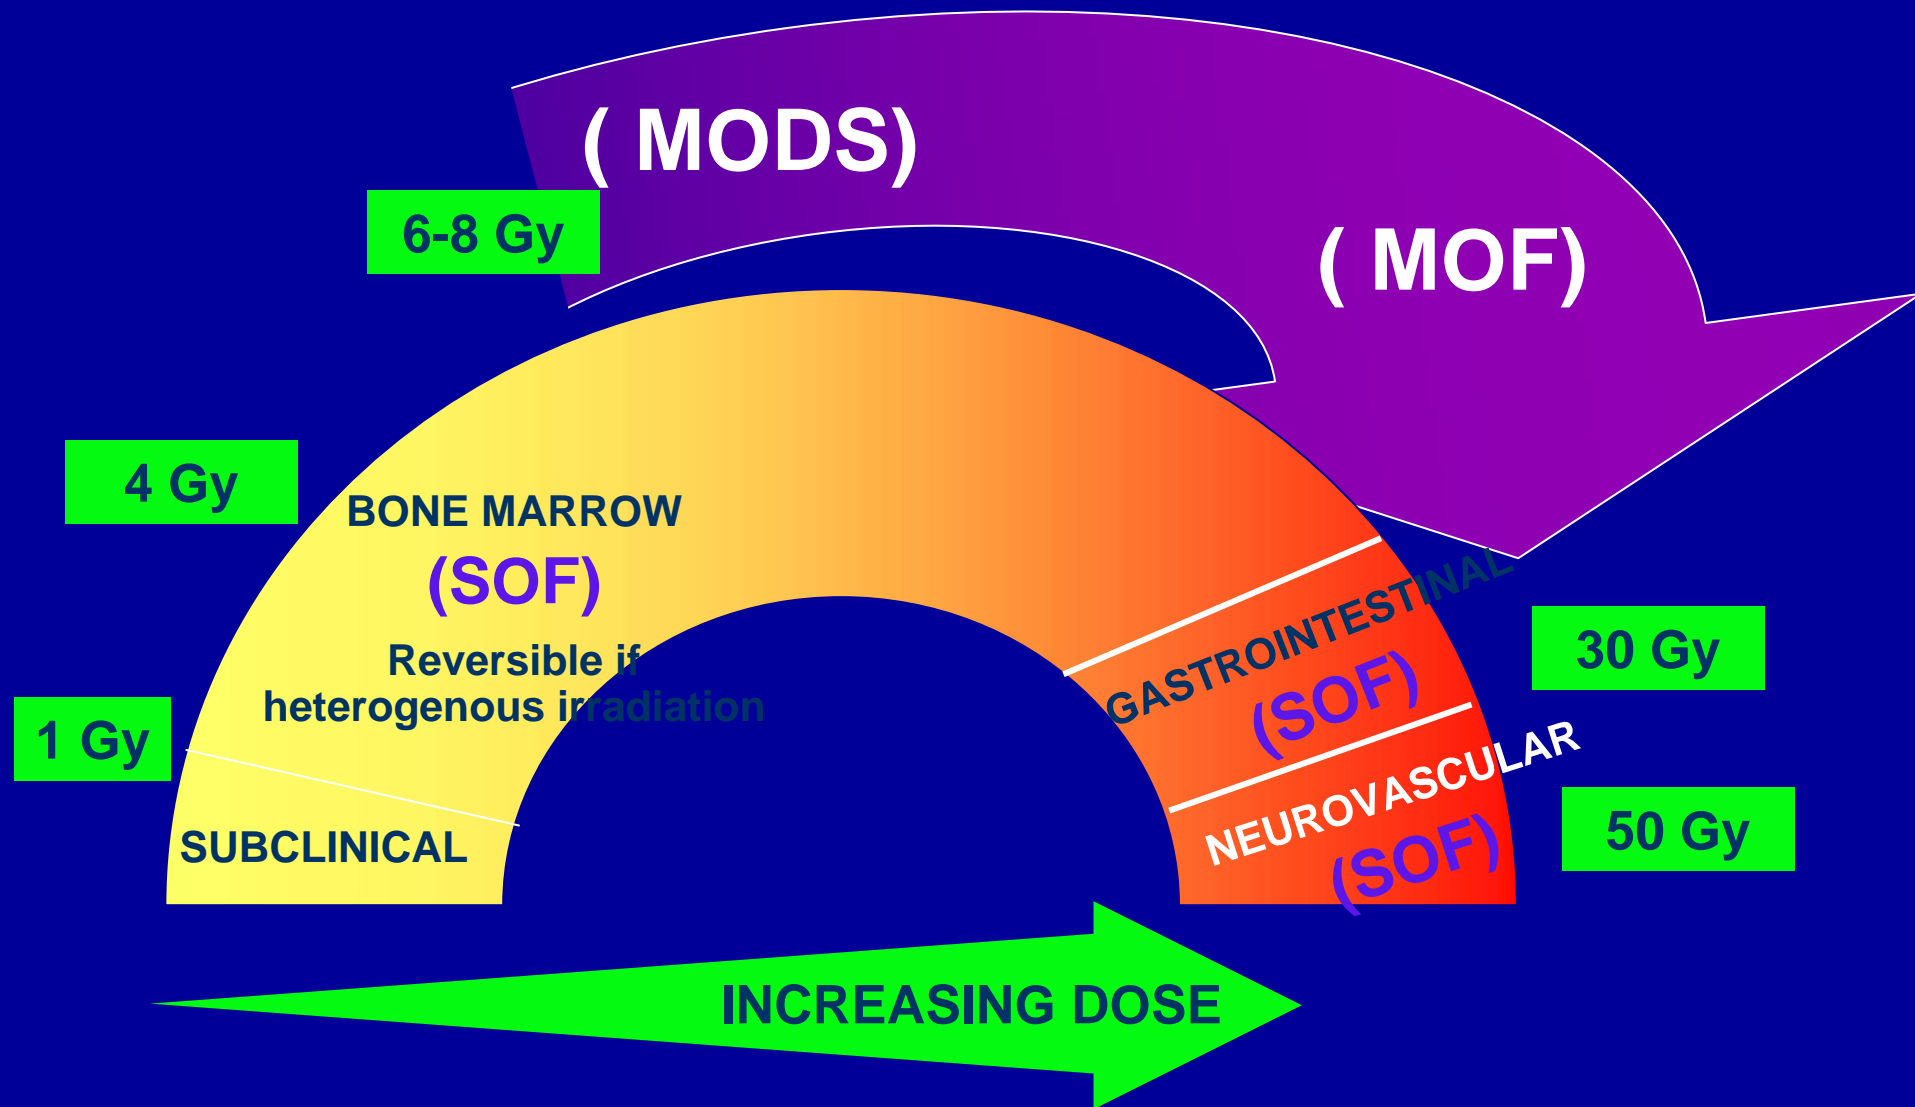 ( MODS)
6-8 Gy
( MOF)
4 Gy
BONE MARROW
(SOF)
Reversible if
heterogenous irradiation
1 Gy
SUBCLINICAL
GASTROINTESTINAL
(SOF)
30 Gy
NEUROVASCULAR
(SOF)
50 Gy
INCREASING DOSE